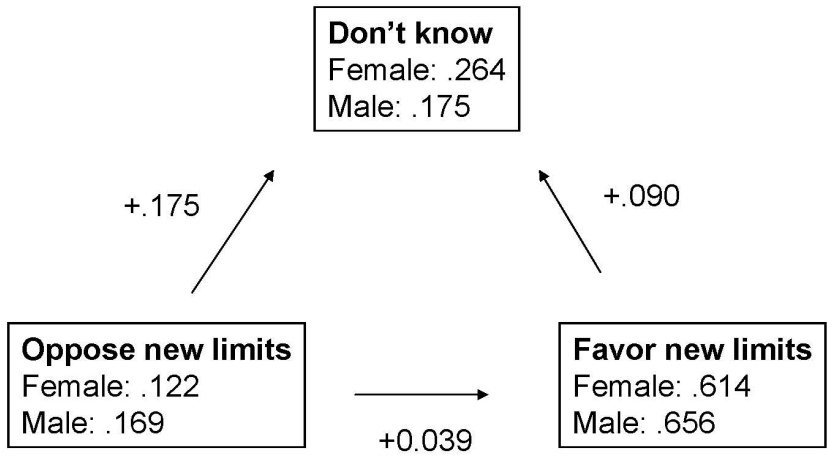 Don't know
Female: .264
Male: .175
+.175
+.090
Oppose new limits
Female: .122
Male: .169
+0.039
Favor new limits
Female: .614
Male: .656